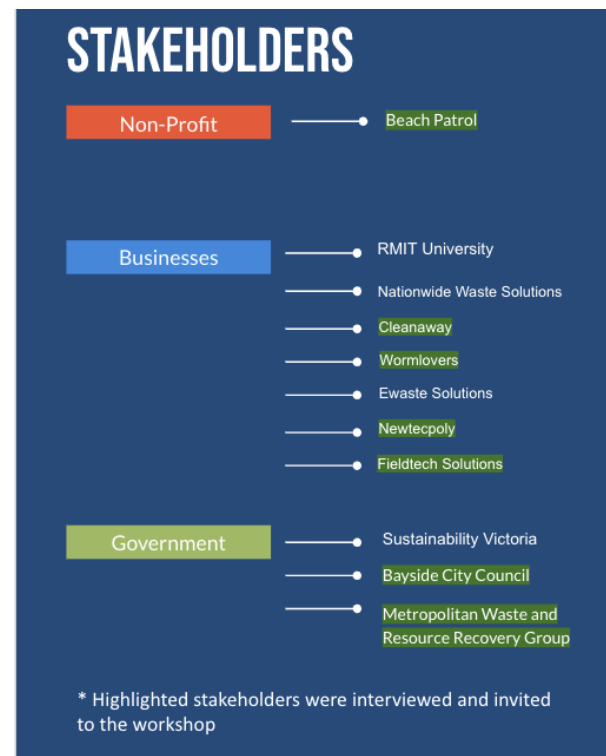 STAKEHOLDERS
Non-Profit
Beach Patrol
Businesses
RMIT University
Nationwide Waste Solutions
Cleanaway
Wormlovers
Ewaste Solutions
Newtecpoly
Fieldtech Solutions
Government
Sustainability Victoria
Bayside City Council
Metropolitan Waste and
Resource Recovery Group
* Highlighted stakeholders were interviewed and invited
to the workshop